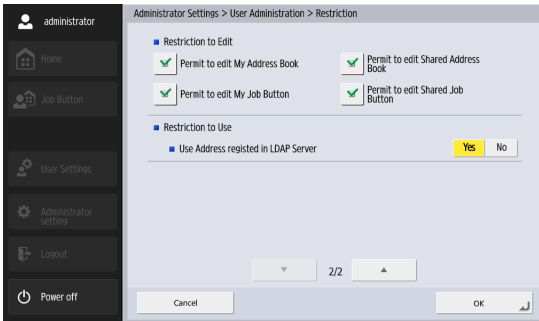 administrator
Home
Job Button
User Settings
Administrator
setting
Logout
Power off
Administrator Settings > User Administration > Restriction
Restriction to Edit
Permit to edit My Address Book
Permit to edit Shared Address
Book
Permit to edit My Job Button
Permit to edit Shared Job
Button
Restriction to Use
Use Address registed in LDAP Server
Yes No
2/2
Cancel
OK